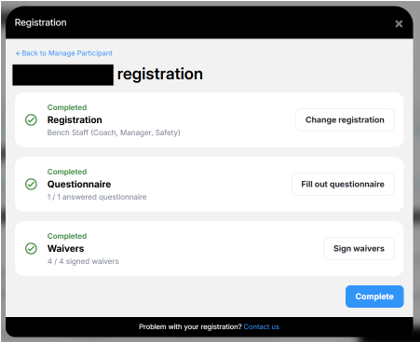 Registration
×
←Back to Manage Participant
registration
Completed
Registration
Bench Staff (Coach, Manager, Safety)
Change registration
Completed
Questionnaire
1 / 1 answered questionnaire
Fill out questionnaire
Completed
Waivers
4 / 4 signed waivers
Sign waivers
Complete
Problem with your registration? Contact us